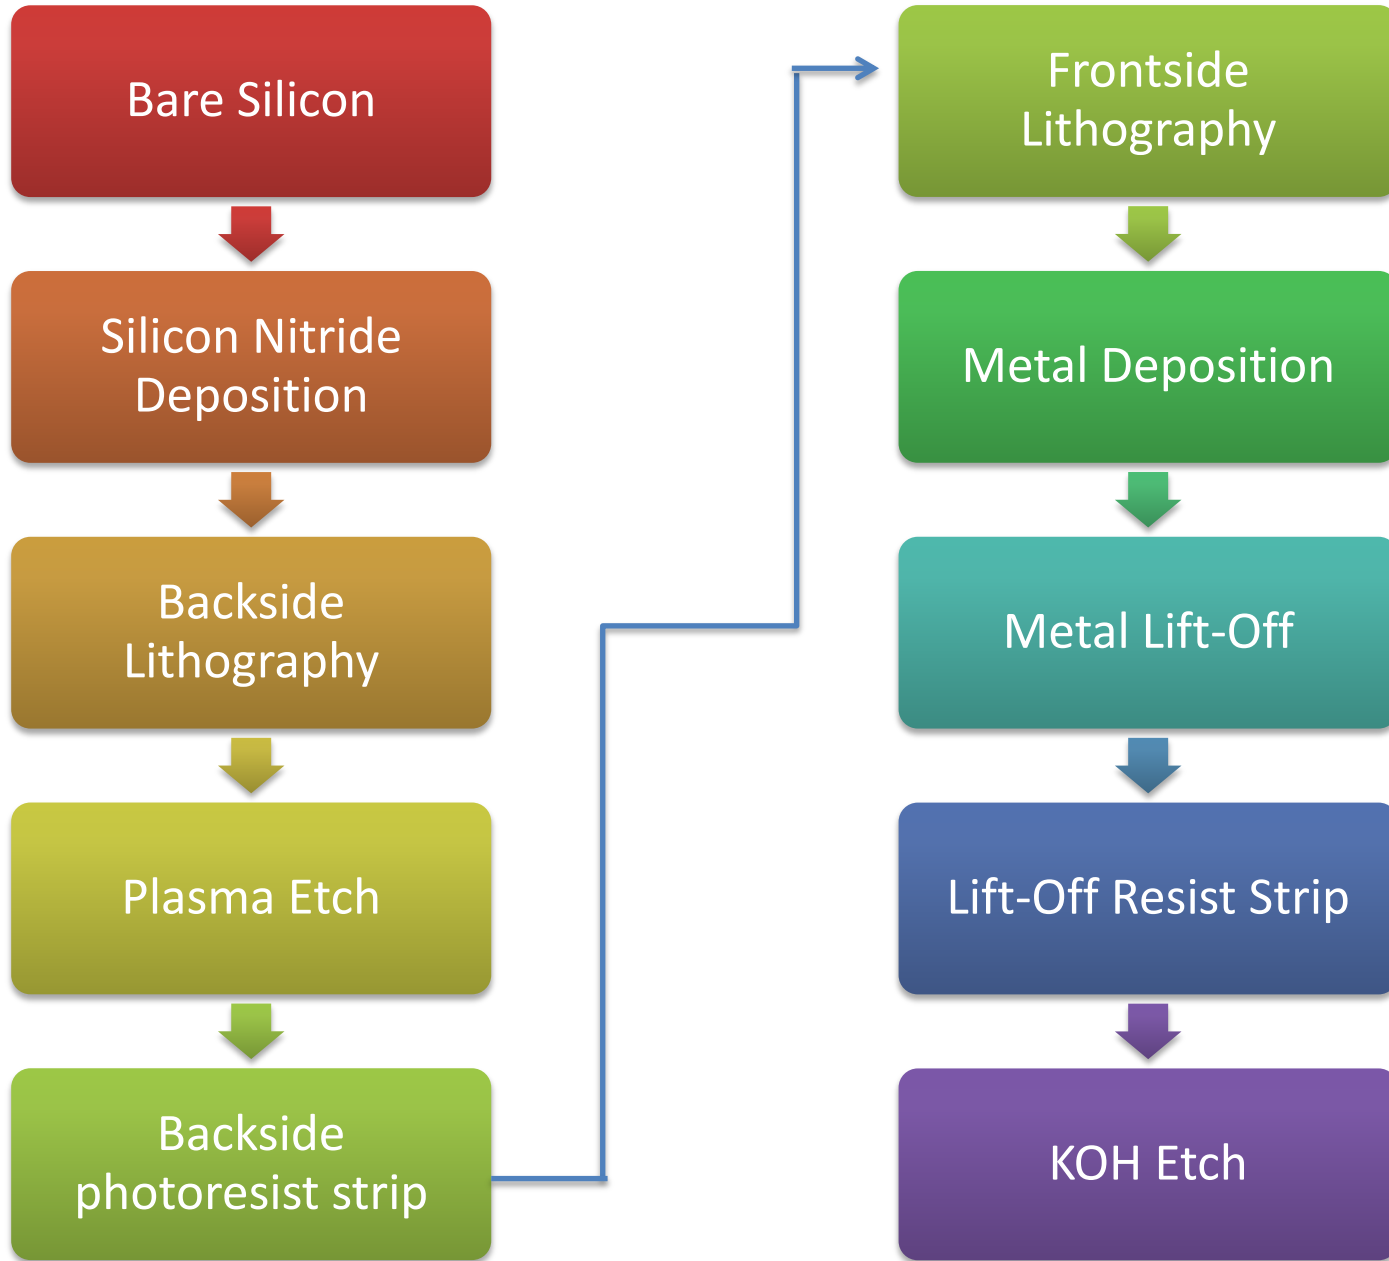 Bare Silicon
Silicon Nitride
Deposition
Backside
Lithography
Plasma Etch
Backside
photoresist strip
Frontside
Lithography
Metal Deposition
Metal Lift-Off
Lift-Off Resist Strip
KOH Etch